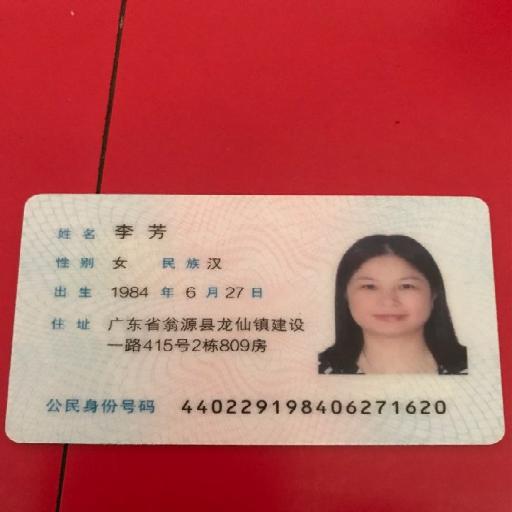 姓名 李芳
性别 女 民族 汉
出生 1984 年 6 月 27 日
住址 广东省翁源县龙仙镇建设
一路415号2栋809房
公民身份号码 440229198406271620